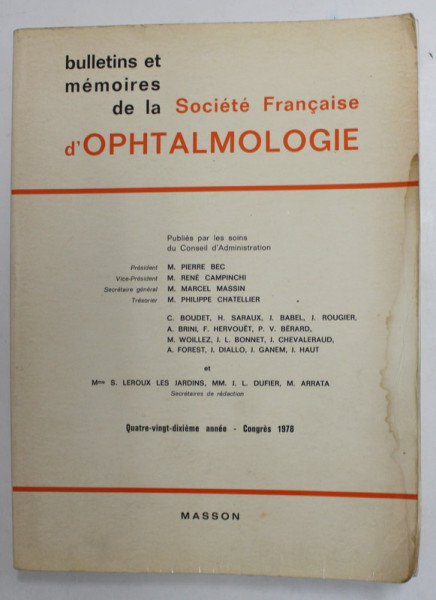 bulletins et
mémoires
de la Société Française
d'OPHTALMOLOGIE
Publiés par les soins
du Conseil d'Administration
Président M. PIERRE BEC
Vice-Président M. RENÉ CAMPINCHI
Secrétaire général M. MARCEL MASSIN
Trésorier M. PHILIPPE CHATELLIER
C. BOUDET, H. SARAUX, J. BABEL, J. ROUGIER,
A. BRINI, F. HERVOUËT, P. V. BÉRARD,
M. WOILLEZ, J. L. BONNET, J. CHEVALERAUD,
A. FOREST, J. DIALLO, J. GANEM, J. HAUT
et
Mme S. LEROUX LES JARDINS, MM. J. L. DUFIER, M. ARRATA
Secrétaires de rédaction
Quatre-vingt-dixième année - Congrés 1978
MASSON